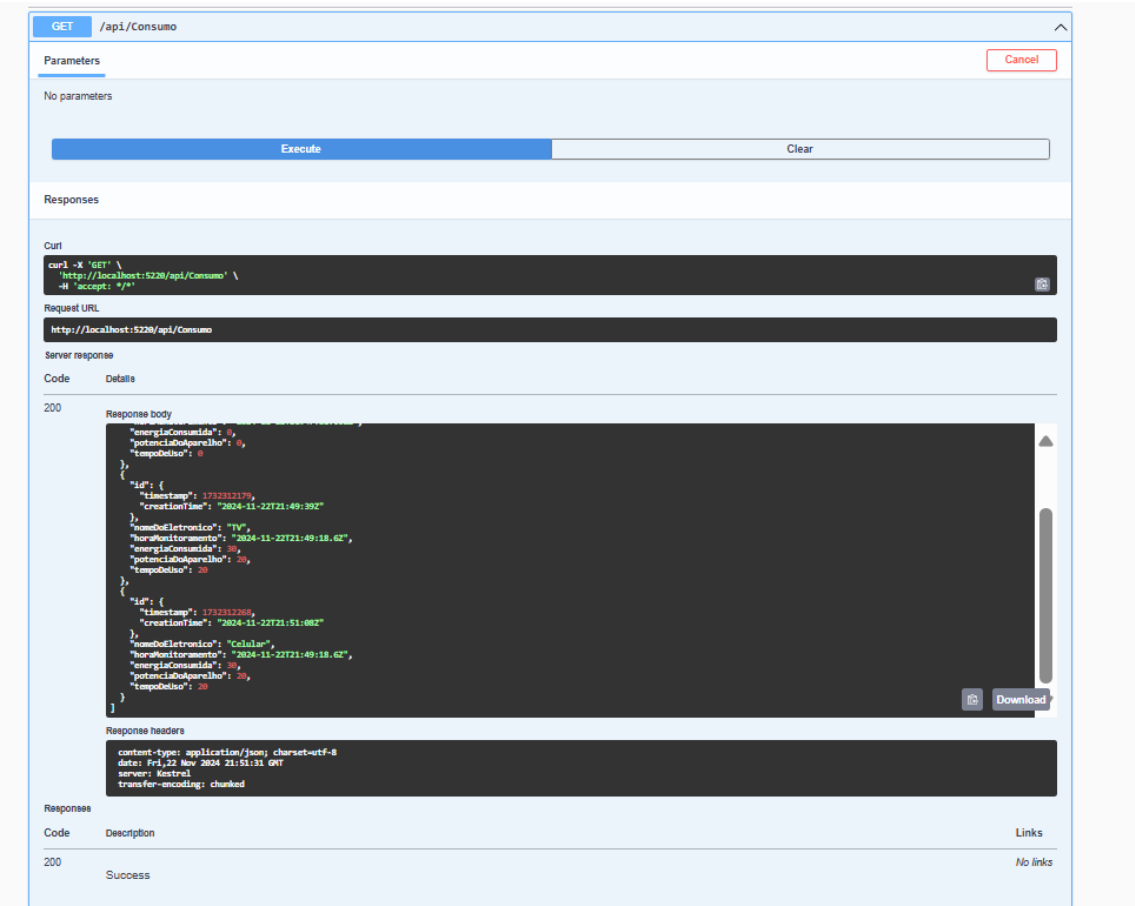 GET /api/Consumo
Parameters
Cancel
No parameters
Execute
Clear
Responses
Curl
curl -X 'GET' \
'http://localhost:5220/api/Consumo' \
-H 'accept: */*'
Request URL
http://localhost:5220/api/Consumo
Server response
Code Details
200
Response body
"energiaConsumida": 0,
"potenciaDoAparelho": 0,
"tempoDeUso": 0
},
{
"id": {
"timestamp": 1732312179,
"creationTime": "2024-11-22T21:49:39Z"
},
"nomeDoEletronico": "TV",
"horaMonitoramento": "2024-11-22T21:49:18.6Z",
"energiaConsumida": 30,
"potenciaDoAparelho": 20,
"tempoDeUso": 20
},
{
"id": {
"timestamp": 1732312268,
"creationTime": "2024-11-22T21:51:08Z"
},
"nomeDoEletronico": "Celular",
"horaMonitoramento": "2024-11-22T21:49:18.6Z",
"energiaConsumida": 30,
"potenciaDoAparelho": 20,
"tempoDeUso": 20
}
]
Download
Response headers
content-type: application/json; charset=utf-8
date: Fri,22 Nov 2024 21:51:31 GMT
server: Kestrel
transfer-encoding: chunked
Responses
Code Description Links
200
Success
No links